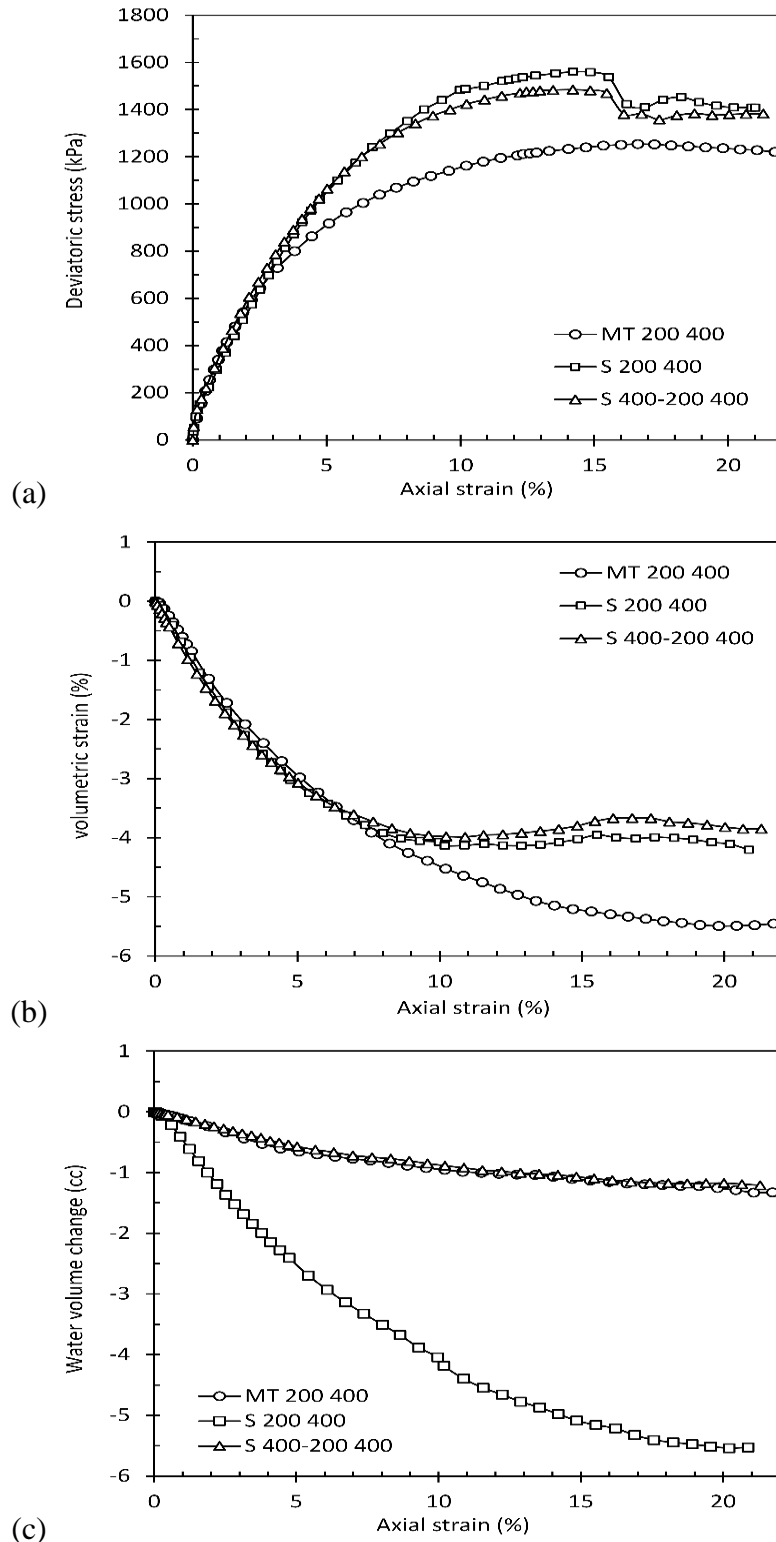 1800
1600
1400
1200
1000
800
600
400
200
0
Deviatoric stress (kPa)
MT 200 400
S 200 400
S 400-200 400
0 5 10 15 20
Axial strain (%)
(a)
1
0
-1
-2
-3
-4
-5
-6
volumetric strain (%)
MT 200 400
S 200 400
S 400-200 400
0 5 10 15 20
Axial strain (%)
(b)
1
0
-1
-2
-3
-4
-5
-6
Water volume change (cc)
MT 200 400
S 200 400
S 400-200 400
0 5 10 15 20
Axial strain (%)
(c)